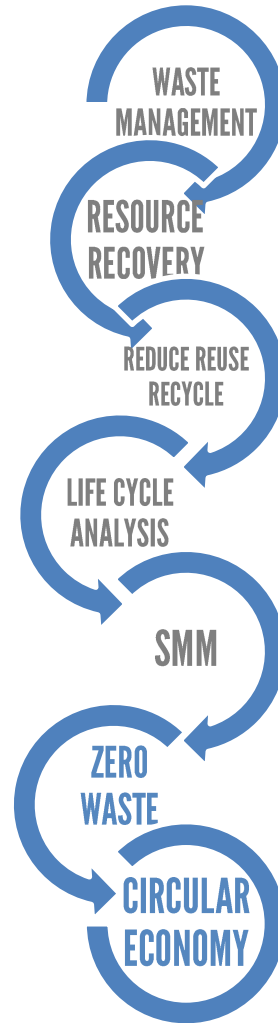 WASTE
MANAGEMENT
RESOURCE
RECOVERY
REDUCE REUSE
RECYCLE
LIFE CYCLE
ANALYSIS
SMM
ZERO
WASTE
CIRCULAR
ECONOMY